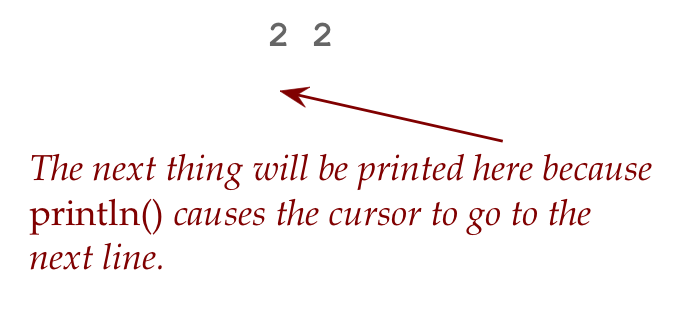 2 2
The next thing will be printed here because
println() causes the cursor to go to the
next line.